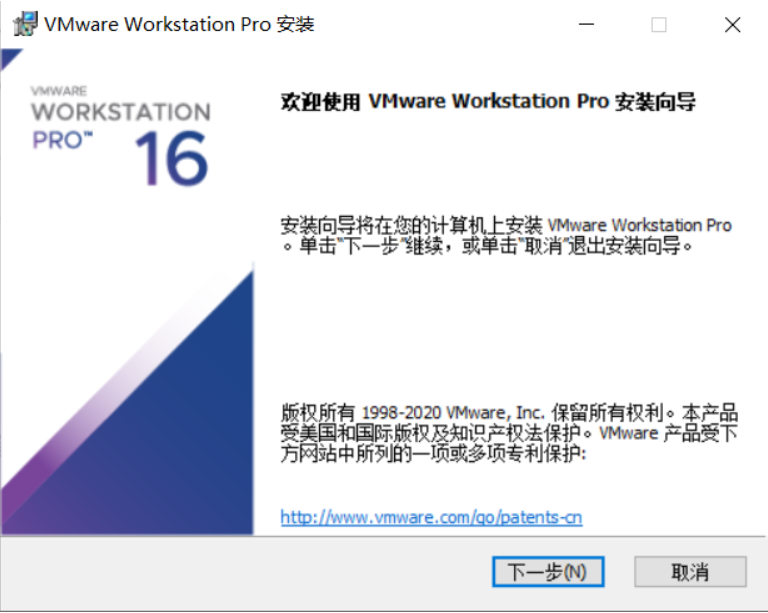 VMware Workstation Pro 安装
VMWARE
WORKSTATION
PRO™
16
欢迎使用 VMware Workstation Pro 安装向导
安装向导将在您的计算机上安装 VMware Workstation Pro
。单击“下一步”继续，或单击“取消”退出安装向导。
版权所有 1998-2020 VMware, Inc. 保留所有权利。本产品
受美国和国际版权及知识产权法保护。VMware 产品受下
方网站中所列的一项或多项专利保护:
http://www.vmware.com/go/patents-cn
下一步(N)
取消